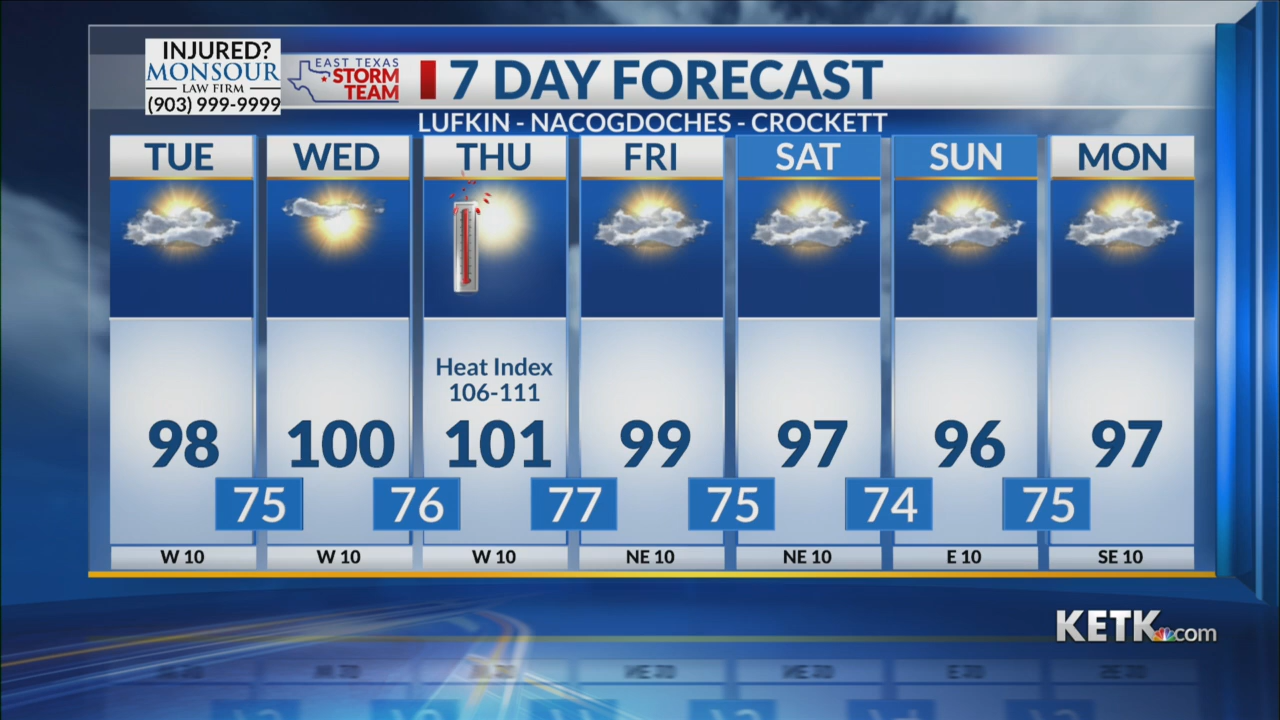 INJURED?
MONSOUR
LAW FIRM
(903) 999-9999
EAST TEXAS
STORM
TEAM
7 DAY FORECAST
LUFKIN - NACOGDOCHES - CROCKETT
TUE WED THU FRI SAT SUN MON
Heat Index
106-111
98 100 101 99 97 96 97
75 76 77 75 74 75
W 10 W 10 W 10 NE 10 NE 10 E 10 SE 10
KETK.com